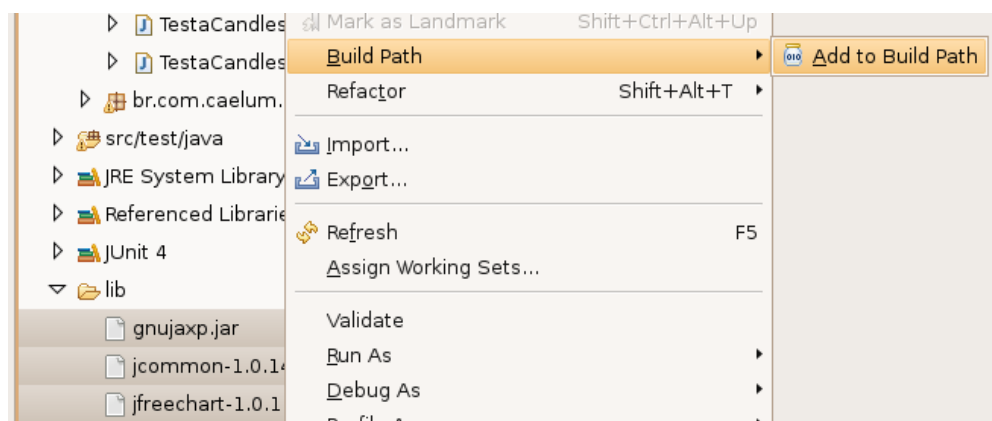 TestaCandles
TestaCandles
br.com.caelum.
src/test/java
JRE System Library
Referenced Librarie
JUnit 4
lib
gnujaxp.jar
jcommon-1.0.14
jfreechart-1.0.1
Mark as Landmark Shift+Ctrl+Alt+Up
Build Path
Refactor Shift+Alt+T
Import...
Export...
Refresh F5
Assign Working Sets...
Validate
Run As
Debug As
Add to Build Path